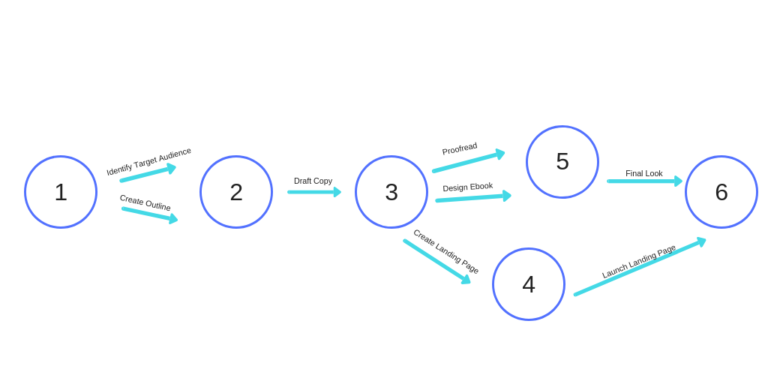 1
Identify Target Audience
Create Outline
2
Draft Copy
3
Proofread
Design Ebook
Create Landing Page
5
4
Final Look
Launch Landing Page
6